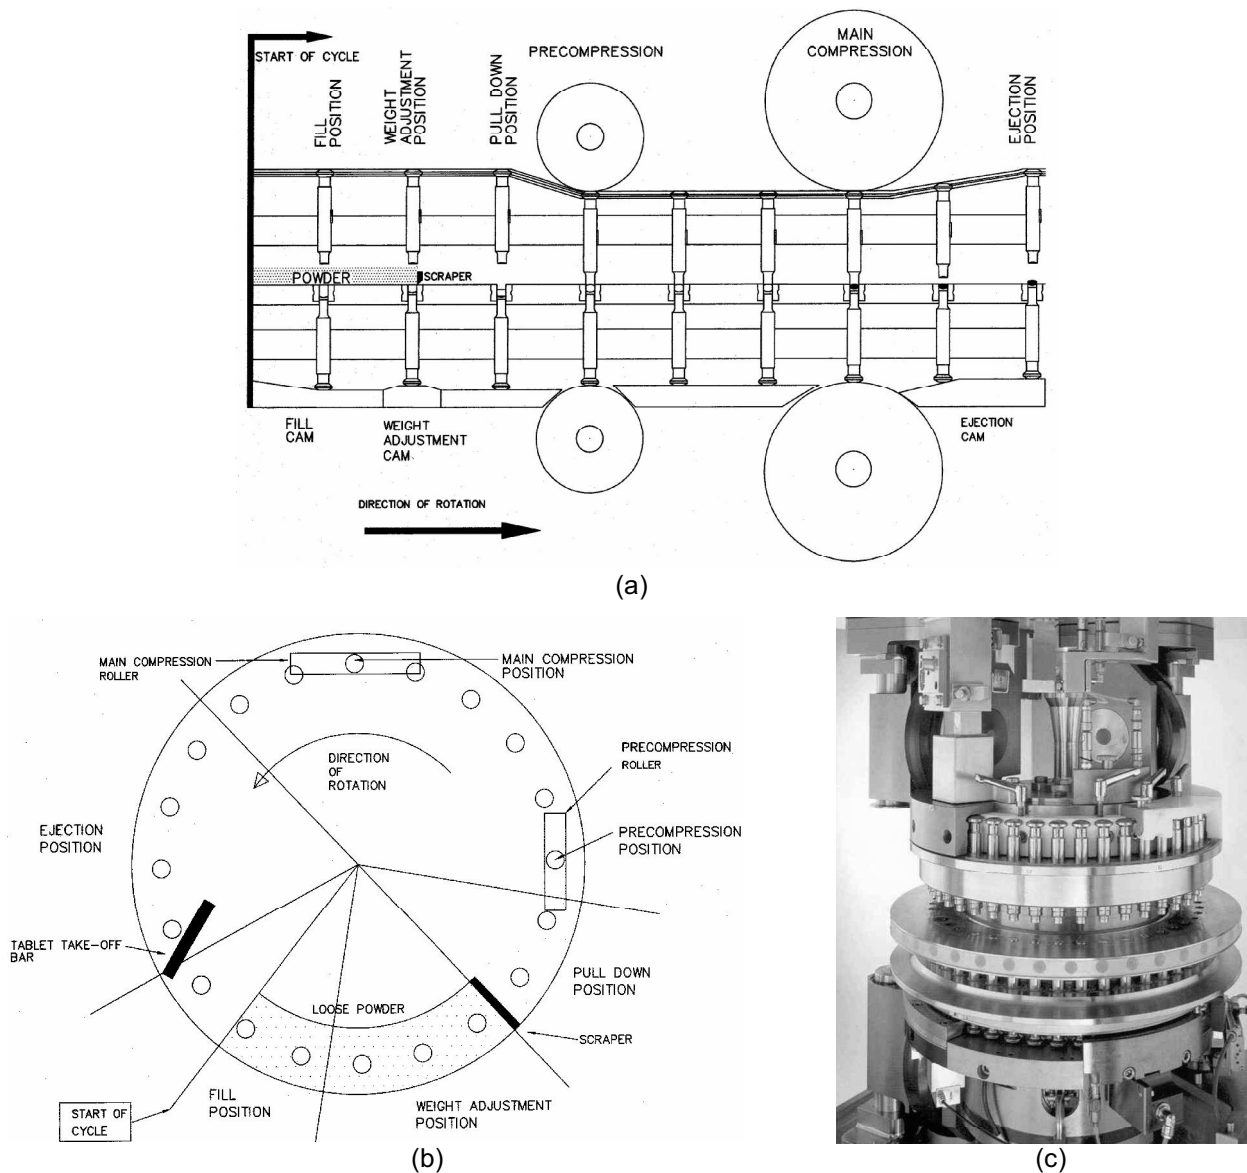 START OF CYCLE
FILL
POSITION
WEIGHT
ADJUSTMENT
POSITION
PULL DOWN
POSITION
PRECOMPRESSION
MAIN
COMPRESSION
EJECTION
POSITION
POWDER
SCRAPER
FILL
CAM
WEIGHT
ADJUSTMENT
CAM
EJECTION
CAM
DIRECTION OF ROTATION
(a)
MAIN COMPRESSION
ROLLER
MAIN COMPRESSION
POSITION
DIRECTION
OF
ROTATION
PRECOMPRESSION
ROLLER
EJECTION
POSITION
PRECOMPRESSION
POSITION
TABLET TAKE-OFF
BAR
PULL DOWN
POSITION
LOOSE POWDER
SCRAPER
FILL
POSITION
WEIGHT ADJUSTMENT
POSITION
START OF
CYCLE
(b)
(c)